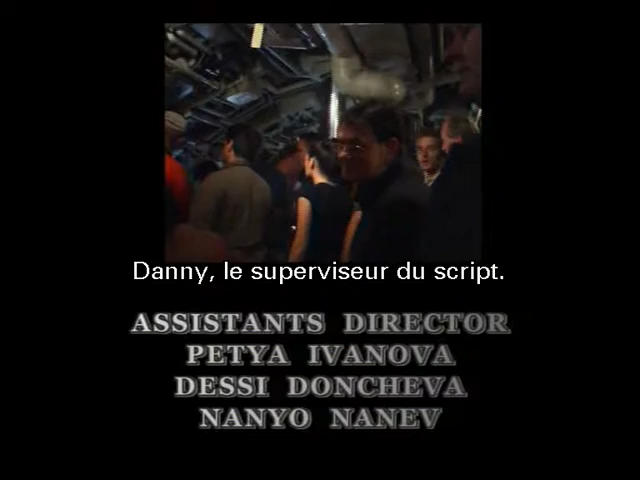 Danny, le superviseur du script.
ASSISTANTS DIRECTOR
PETYA IVANOVA
DESSI DONCHEVA
NANYO NANEV